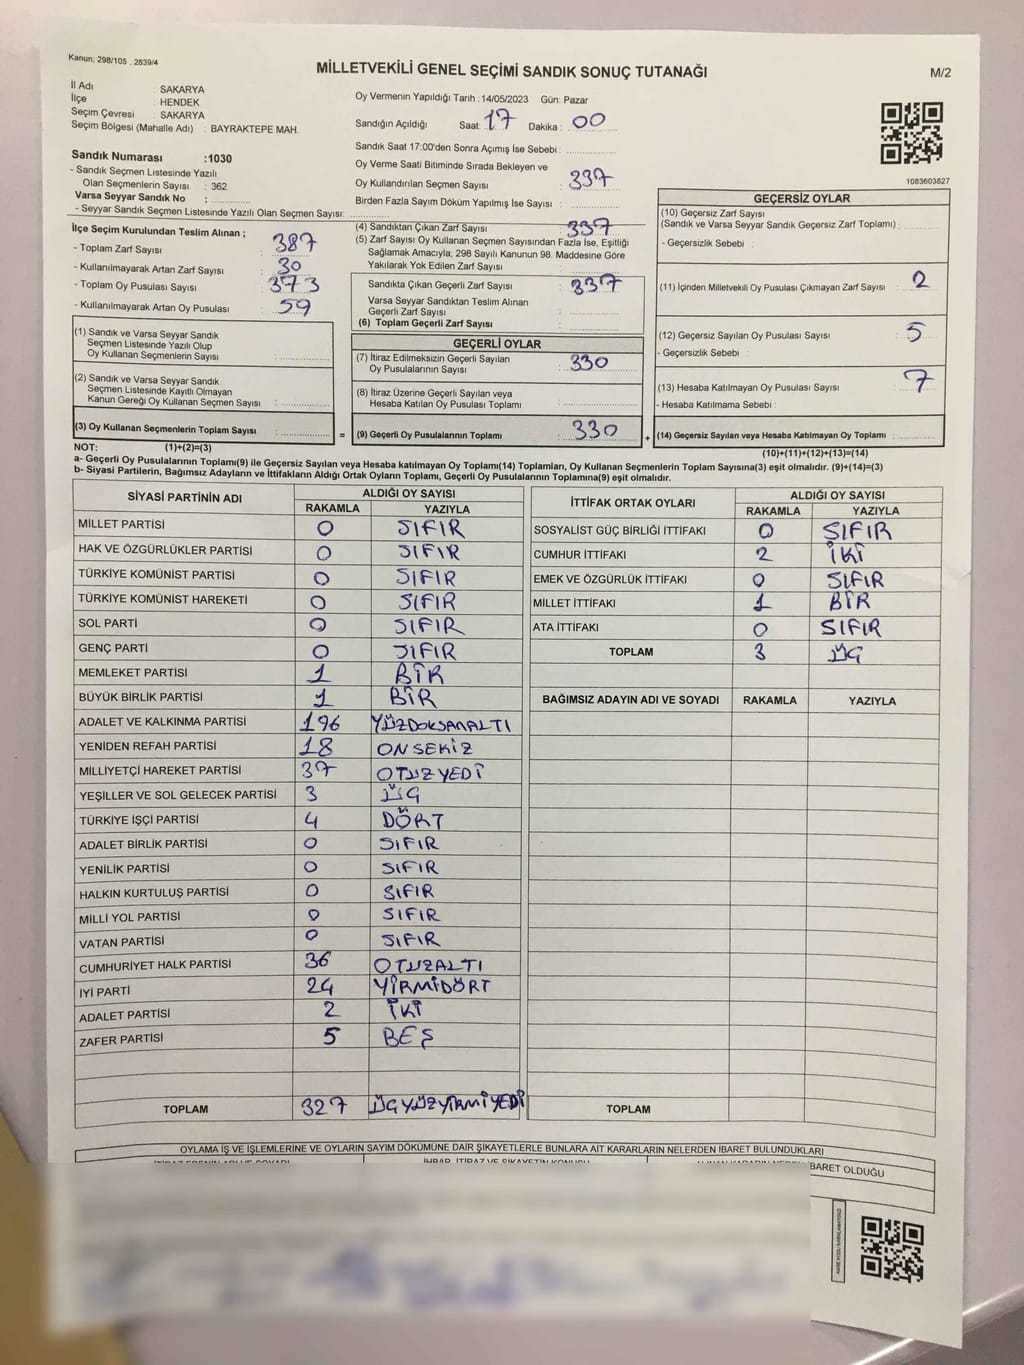 Kanun; 298/105 , 2839/4
MİLLETVEKİLİ GENEL SEÇİMİ SANDIK SONUÇ TUTANAĞI
M/2
İl Adı : SAKARYA
İlçe : HENDEK
Seçim Çevresi : SAKARYA
Seçim Bölgesi (Mahalle Adı) : BAYRAKTEPE MAH.
Oy Vermenin Yapıldığı Tarih :14/05/2023 Gün: Pazar
Sandığın Açıldığı Saat: 17 Dakika : 00
Sandık Saat 17:00'den Sonra Açımış İse Sebebi :
Oy Verme Saati Bitiminde Sırada Bekleyen ve
Oy Kullandırılan Seçmen Sayısı : 337
Birden Fazla Sayım Döküm Yapılmış İse Sayısı :
1083603827
Sandık Numarası :1030
- Sandık Seçmen Listesinde Yazılı
Olan Seçmenlerin Sayısı : 362
Varsa Seyyar Sandık No :
- Seyyar Sandık Seçmen Listesinde Yazılı Olan Seçmen Sayısı:
İlçe Seçim Kurulundan Teslim Alınan ;
- Toplam Zarf Sayısı : 387
- Kullanılmayarak Artan Zarf Sayısı : 30
- Toplam Oy Pusulası Sayısı : 373
- Kullanılmayarak Artan Oy Pusulası : 59
(4) Sandıktan Çıkan Zarf Sayısı : 337
(5) Zarf Sayısı Oy Kullanan Seçmen Sayısından Fazla İse, Eşitliği
Sağlamak Amacıyla, 298 Sayılı Kanunun 98. Maddesine Göre
Yakılarak Yok Edilen Zarf Sayısı :
Sandıkta Çıkan Geçerli Zarf Sayısı : 337
Varsa Seyyar Sandıktan Teslim Alınan
Geçerli Zarf Sayısı :
(6) Toplam Geçerli Zarf Sayısı :
GEÇERSİZ OYLAR
(10) Geçersiz Zarf Sayısı
(Sandık ve Varsa Seyyar Sandık Geçersiz Zarf Toplamı) :
- Geçersizlik Sebebi :
(11) İçinden Milletvekili Oy Pusulası Çıkmayan Zarf Sayısı : 2
(12) Geçersiz Sayılan Oy Pusulası Sayısı : 5
- Geçersizlik Sebebi :
(13) Hesaba Katılmayan Oy Pusulası Sayısı : 7
- Hesaba Katılmama Sebebi :
(1) Sandık ve Varsa Seyyar Sandık
Seçmen Listesinde Yazılı Olup
Oy Kullanan Seçmenlerin Sayısı :
(2) Sandık ve Varsa Seyyar Sandık
Seçmen Listesinde Kayıtlı Olmayan
Kanun Gereği Oy Kullanan Seçmen Sayısı :
GEÇERLİ OYLAR
(7) İtiraz Edilmeksizin Geçerli Sayılan
Oy Pusulalarının Sayısı : 330
(8) İtiraz Üzerine Geçerli Sayılan veya
Hesaba Katılan Oy Pusulası Toplamı :
(3) Oy Kullanan Seçmenlerin Toplam Sayısı : = (9) Geçerli Oy Pusulalarının Toplamı : 330 + (14) Geçersiz Sayılan veya Hesaba Katılmayan Oy Toplamı :
NOT: (1)+(2)=(3)
(10)+(11)+(12)+(13)=(14)
a- Geçerli Oy Pusulalarının Toplamı(9) ile Geçersiz Sayılan veya Hesaba katılmayan Oy Toplamı(14) Toplamları, Oy Kullanan Seçmenlerin Toplam Sayısına(3) eşit olmalıdır. (9)+(14)=(3)
b- Siyasi Partilerin, Bağımsız Adayların ve İttifakların Aldığı Ortak Oyların Toplamı, Geçerli Oy Pusulalarının Toplamına(9) eşit olmalıdır.
SİYASİ PARTİNİN ADI ALDIĞI OY SAYISI
RAKAMLA YAZIYLA
MİLLET PARTİSİ 0 SIFIR
HAK VE ÖZGÜRLÜKLER PARTİSİ 0 SIFIR
TÜRKİYE KOMÜNİST PARTİSİ 0 SIFIR
TÜRKİYE KOMÜNİST HAREKETİ 0 SIFIR
SOL PARTİ 0 SIFIR
GENÇ PARTİ 0 SIFIR
MEMLEKET PARTİSİ 1 BİR
BÜYÜK BİRLİK PARTİSİ 1 BİR
ADALET VE KALKINMA PARTİSİ 196 YÜZDOKSANALTI
YENİDEN REFAH PARTİSİ 18 ONSEKİZ
MİLLİYETÇİ HAREKET PARTİSİ 37 OTUZYEDİ
YEŞİLLER VE SOL GELECEK PARTİSİ 3 ÜÇ
TÜRKİYE İŞÇİ PARTİSİ 4 DÖRT
ADALET BİRLİK PARTİSİ 0 SIFIR
YENİLİK PARTİSİ 0 SIFIR
HALKIN KURTULUŞ PARTİSİ 0 SIFIR
MİLLİ YOL PARTİSİ 0 SIFIR
VATAN PARTİSİ 0 SIFIR
CUMHURİYET HALK PARTİSİ 36 OTUZALTI
İYİ PARTİ 24 YİRMİDÖRT
ADALET PARTİSİ 2 İKİ
ZAFER PARTİSİ 5 BEŞ
TOPLAM 327 ÜÇYÜZYİRMİYEDİ
İTTİFAK ORTAK OYLARI ALDIĞI OY SAYISI
RAKAMLA YAZIYLA
SOSYALİST GÜÇ BİRLİĞİ İTTİFAKI 0 SIFIR
CUMHUR İTTİFAKI 2 İKİ
EMEK VE ÖZGÜRLÜK İTTİFAKI 0 SIFIR
MİLLET İTTİFAKI 1 BİR
ATA İTTİFAKI 0 SIFIR
TOPLAM 3 ÜÇ
BAĞIMSIZ ADAYIN ADI VE SOYADI RAKAMLA YAZIYLA
TOPLAM
OYLAMA İŞ VE İŞLEMLERİNE VE OYLARIN SAYIM DÖKÜMÜNE DAİR ŞİKAYETLERLE BUNLARA AİT KARARLARIN NELERDEN İBARET BULUNDUKLARI
BARET OLDUĞU